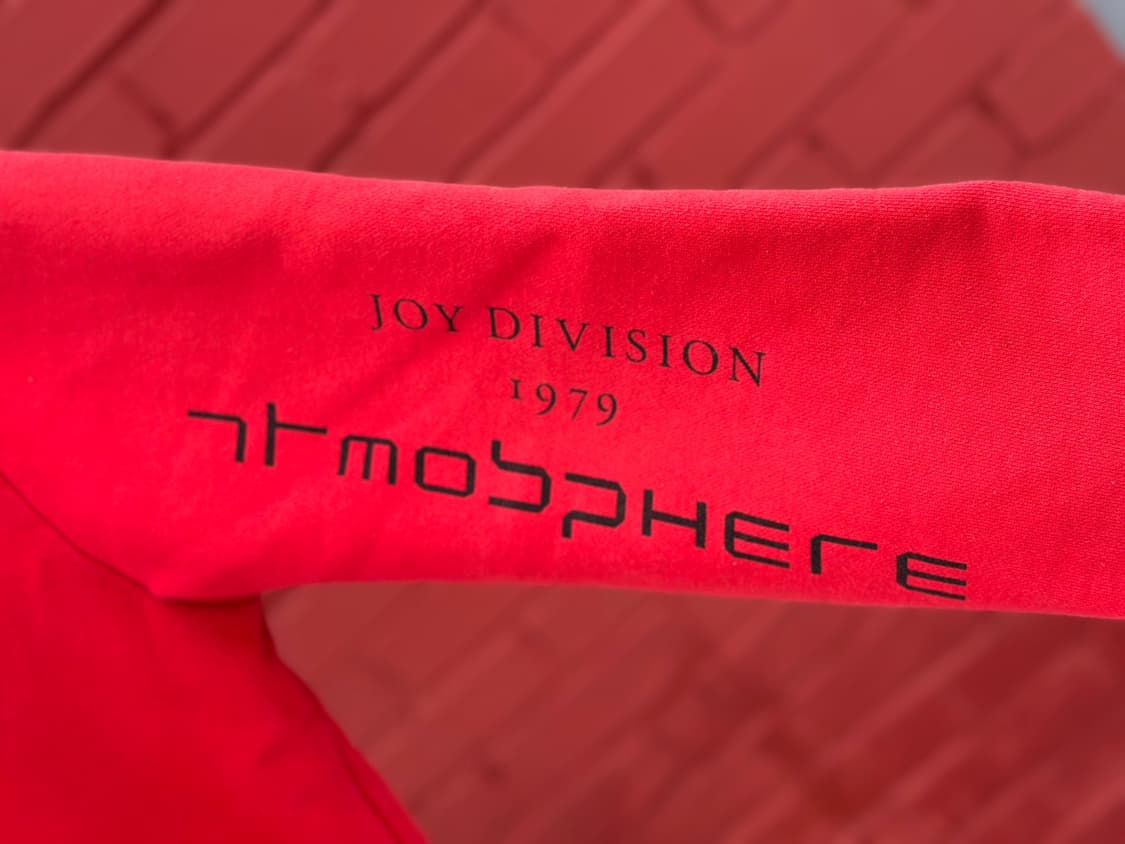 JOY DIVISION
1979
ATMOSPHERE